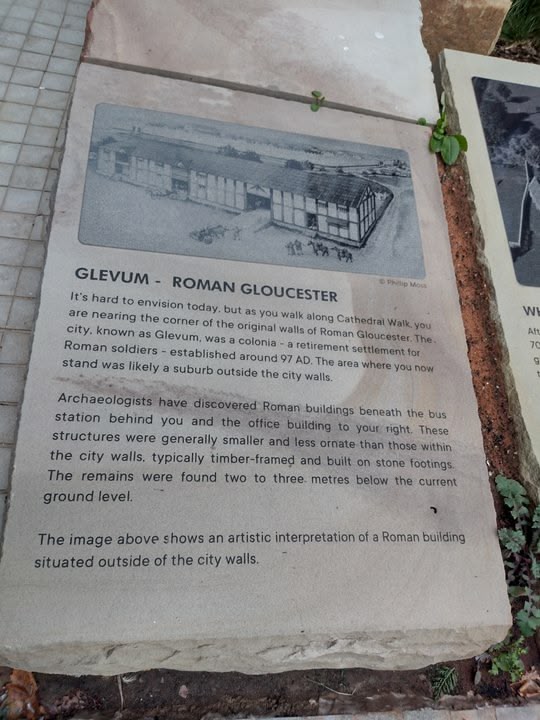 © Phillip Moss
GLEVUM - ROMAN GLOUCESTER
It's hard to envision today, but as you walk along Cathedral Walk, you
are nearing the corner of the original walls of Roman Gloucester. The
city, known as Glevum, was a colonia - a retirement settlement for
Roman soldiers - established around 97 AD. The area where you now
stand was likely a suburb outside the city walls.
Archaeologists have discovered Roman buildings beneath the bus
station behind you and the office building to your right. These
structures were generally smaller and less ornate than those within
the city walls, typically timber-framed and built on stone footings.
The remains were found two to three metres below the current
ground level.
The image above shows an artistic interpretation of a Roman building
situated outside of the city walls.